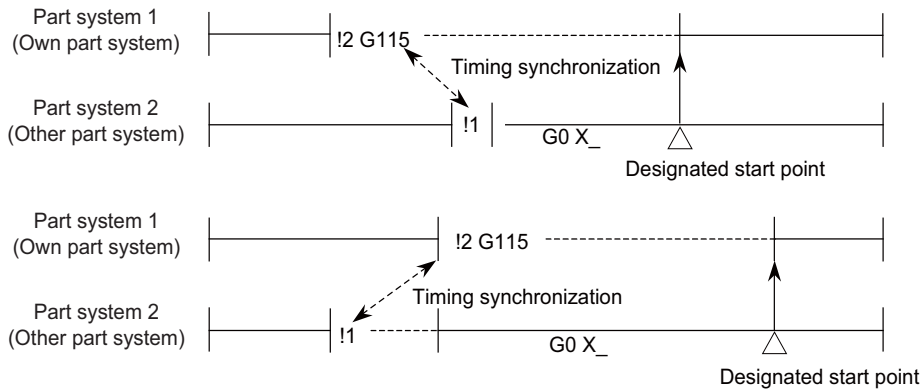 Part system 1
(Own part system)
!2 G115
Timing synchronization
Part system 2
(Other part system)
!1
G0 X_
Designated start point
Part system 1
(Own part system)
!2 G115
Timing synchronization
Part system 2
(Other part system)
!1
G0 X_
Designated start point